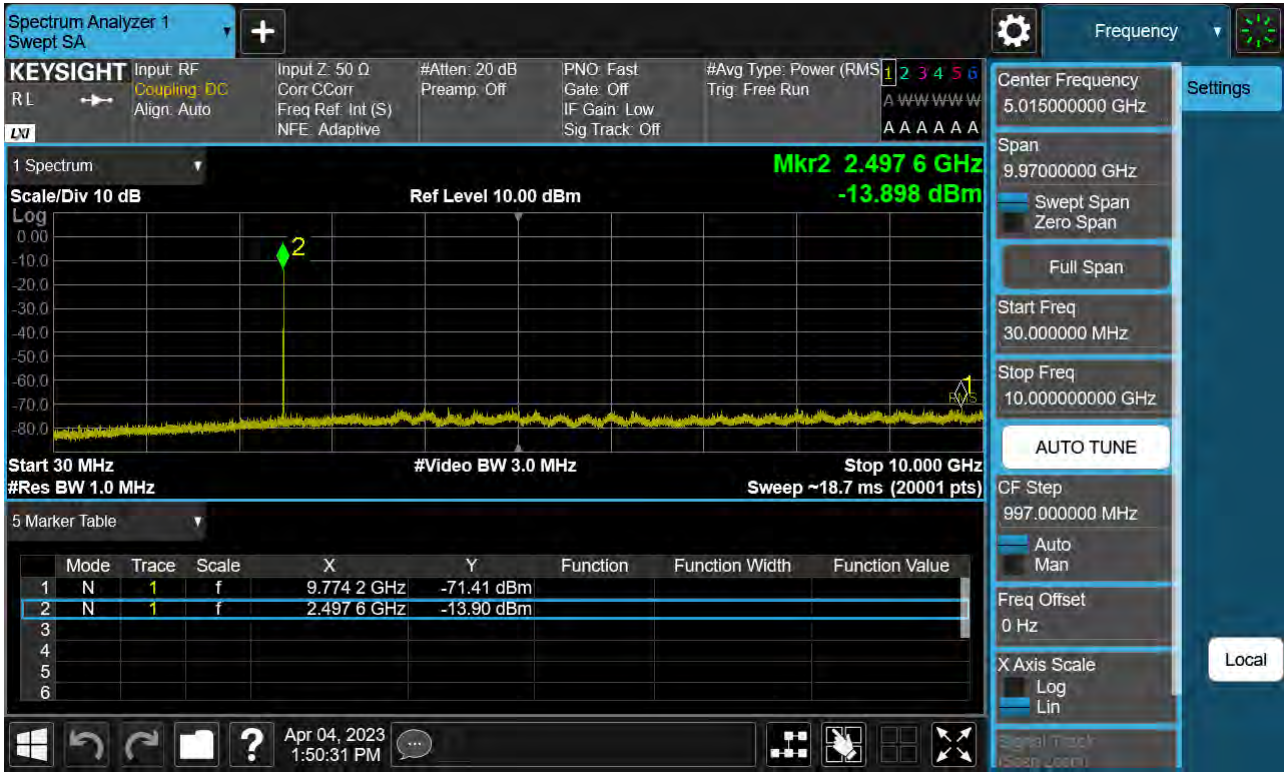 Spectrum Analyzer 1
Swept SA
Frequency
KEYSIGHT
RL
LXI
Input: RF
Coupling: DC
Align: Auto
Input Z: 50 Ω
Corr CCorr
Freq Ref: Int (S)
NFE: Adaptive
#Atten: 20 dB
Preamp: Off
PNO: Fast
Gate: Off
IF Gain: Low
Sig Track: Off
#Avg Type: Power (RMS
Trig: Free Run
1 2 3 4 5 6
A W W W W W
A A A A A A
1 Spectrum
Mkr2 2.497 6 GHz
Scale/Div 10 dB
Ref Level 10.00 dBm
-13.898 dBm
Log
0.00
-10.0
-20.0
-30.0
-40.0
-50.0
-60.0
-70.0
-80.0
2
1
RMS
Start 30 MHz
#Video BW 3.0 MHz
Stop 10.000 GHz
#Res BW 1.0 MHz
Sweep ~18.7 ms (20001 pts)
5 Marker Table
Mode Trace Scale X Y Function Function Width Function Value
1 N 1 f 9.774 2 GHz -71.41 dBm
2 N 1 f 2.497 6 GHz -13.90 dBm
3
4
5
6
Apr 04, 2023
1:50:31 PM
Center Frequency
5.015000000 GHz
Settings
Span
9.97000000 GHz
Swept Span
Zero Span
Full Span
Start Freq
30.000000 MHz
Stop Freq
10.000000000 GHz
AUTO TUNE
CF Step
997.000000 MHz
Auto
Man
Freq Offset
0 Hz
X Axis Scale
Log
Lin
Local
Signal Track
(Span Zoom)